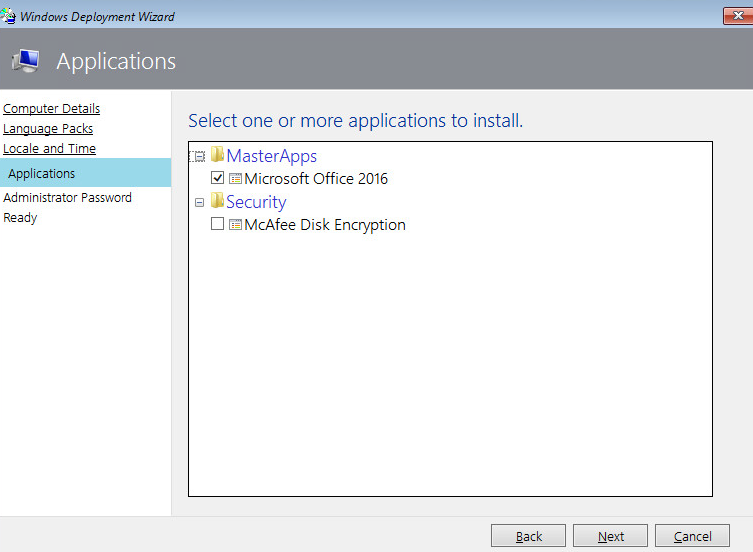 Windows Deployment Wizard
Applications
Computer Details
Language Packs
Locale and Time
Applications
Administrator Password
Ready
Select one or more applications to install.
MasterApps
Microsoft Office 2016
Security
McAfee Disk Encryption
Back Next Cancel